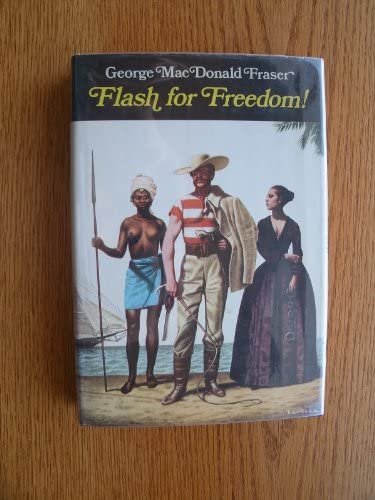 George MacDonald Fraser
Flash for Freedom!